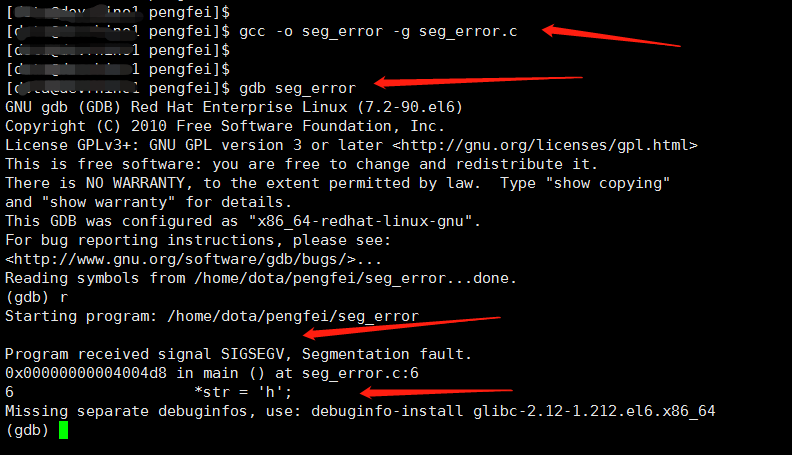 pengfei]$
pengfei]$ gcc -o seg_error -g seg_error.c
pengfei]$
pengfei]$
pengfei]$ gdb seg_error
GNU gdb (GDB) Red Hat Enterprise Linux (7.2-90.el6)
Copyright (C) 2010 Free Software Foundation, Inc.
License GPLv3+: GNU GPL version 3 or later <http://gnu.org/licenses/gpl.html>
This is free software: you are free to change and redistribute it.
There is NO WARRANTY, to the extent permitted by law.  Type "show copying"
and "show warranty" for details.
This GDB was configured as "x86_64-redhat-linux-gnu".
For bug reporting instructions, please see:
<http://www.gnu.org/software/gdb/bugs/>...
Reading symbols from /home/dota/pengfei/seg_error...done.
(gdb) r
Starting program: /home/dota/pengfei/seg_error
Program received signal SIGSEGV, Segmentation fault.
0x00000000004004d8 in main () at seg_error.c:6
6                   *str = 'h';
Missing separate debuginfos, use: debuginfo-install glibc-2.12-1.212.el6.x86_64
(gdb)